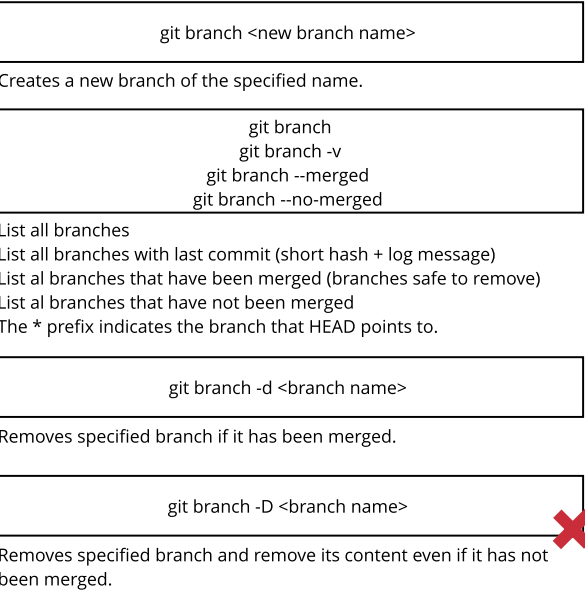 git branch <new branch name>
Creates a new branch of the specified name.
git branch
git branch -v
git branch --merged
git branch --no-merged
List all branches
List all branches with last commit (short hash + log message)
List al branches that have been merged (branches safe to remove)
List al branches that have not been merged
The * prefix indicates the branch that HEAD points to.
git branch -d <branch name>
Removes specified branch if it has been merged.
git branch -D <branch name>
Removes specified branch and remove its content even if it has not
been merged.